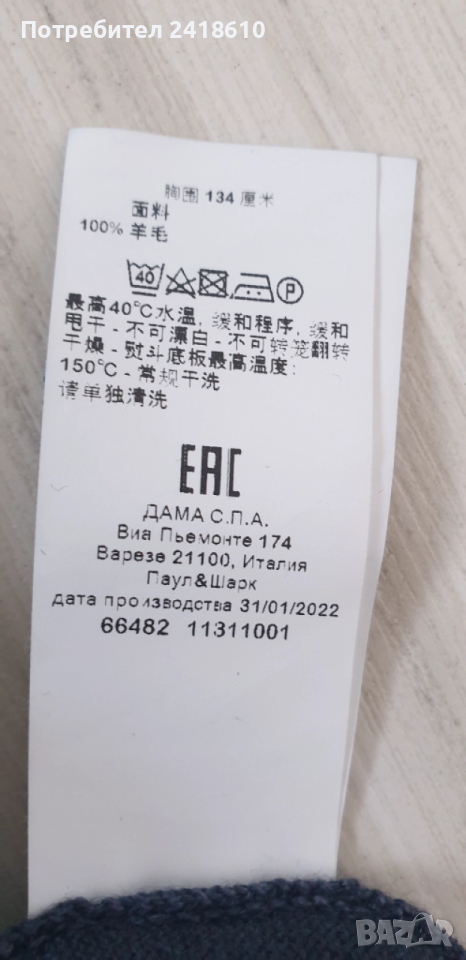 Потребител 2418610
胸围 134 厘米
面料
100% 羊毛
40 P
最高40℃水温, 缓和程序, 缓和
甩干 - 不可漂白 - 不可转笼翻转
干燥 - 熨斗底板最高温度:
150℃ - 常规干洗
请单独清洗
EAC
ДАМА С.П.А.
Виа Пьемонте 174
Варезе 21100, Италия
Паул&Шарк
дата производства 31/01/2022
66482 11311001
BAZAR